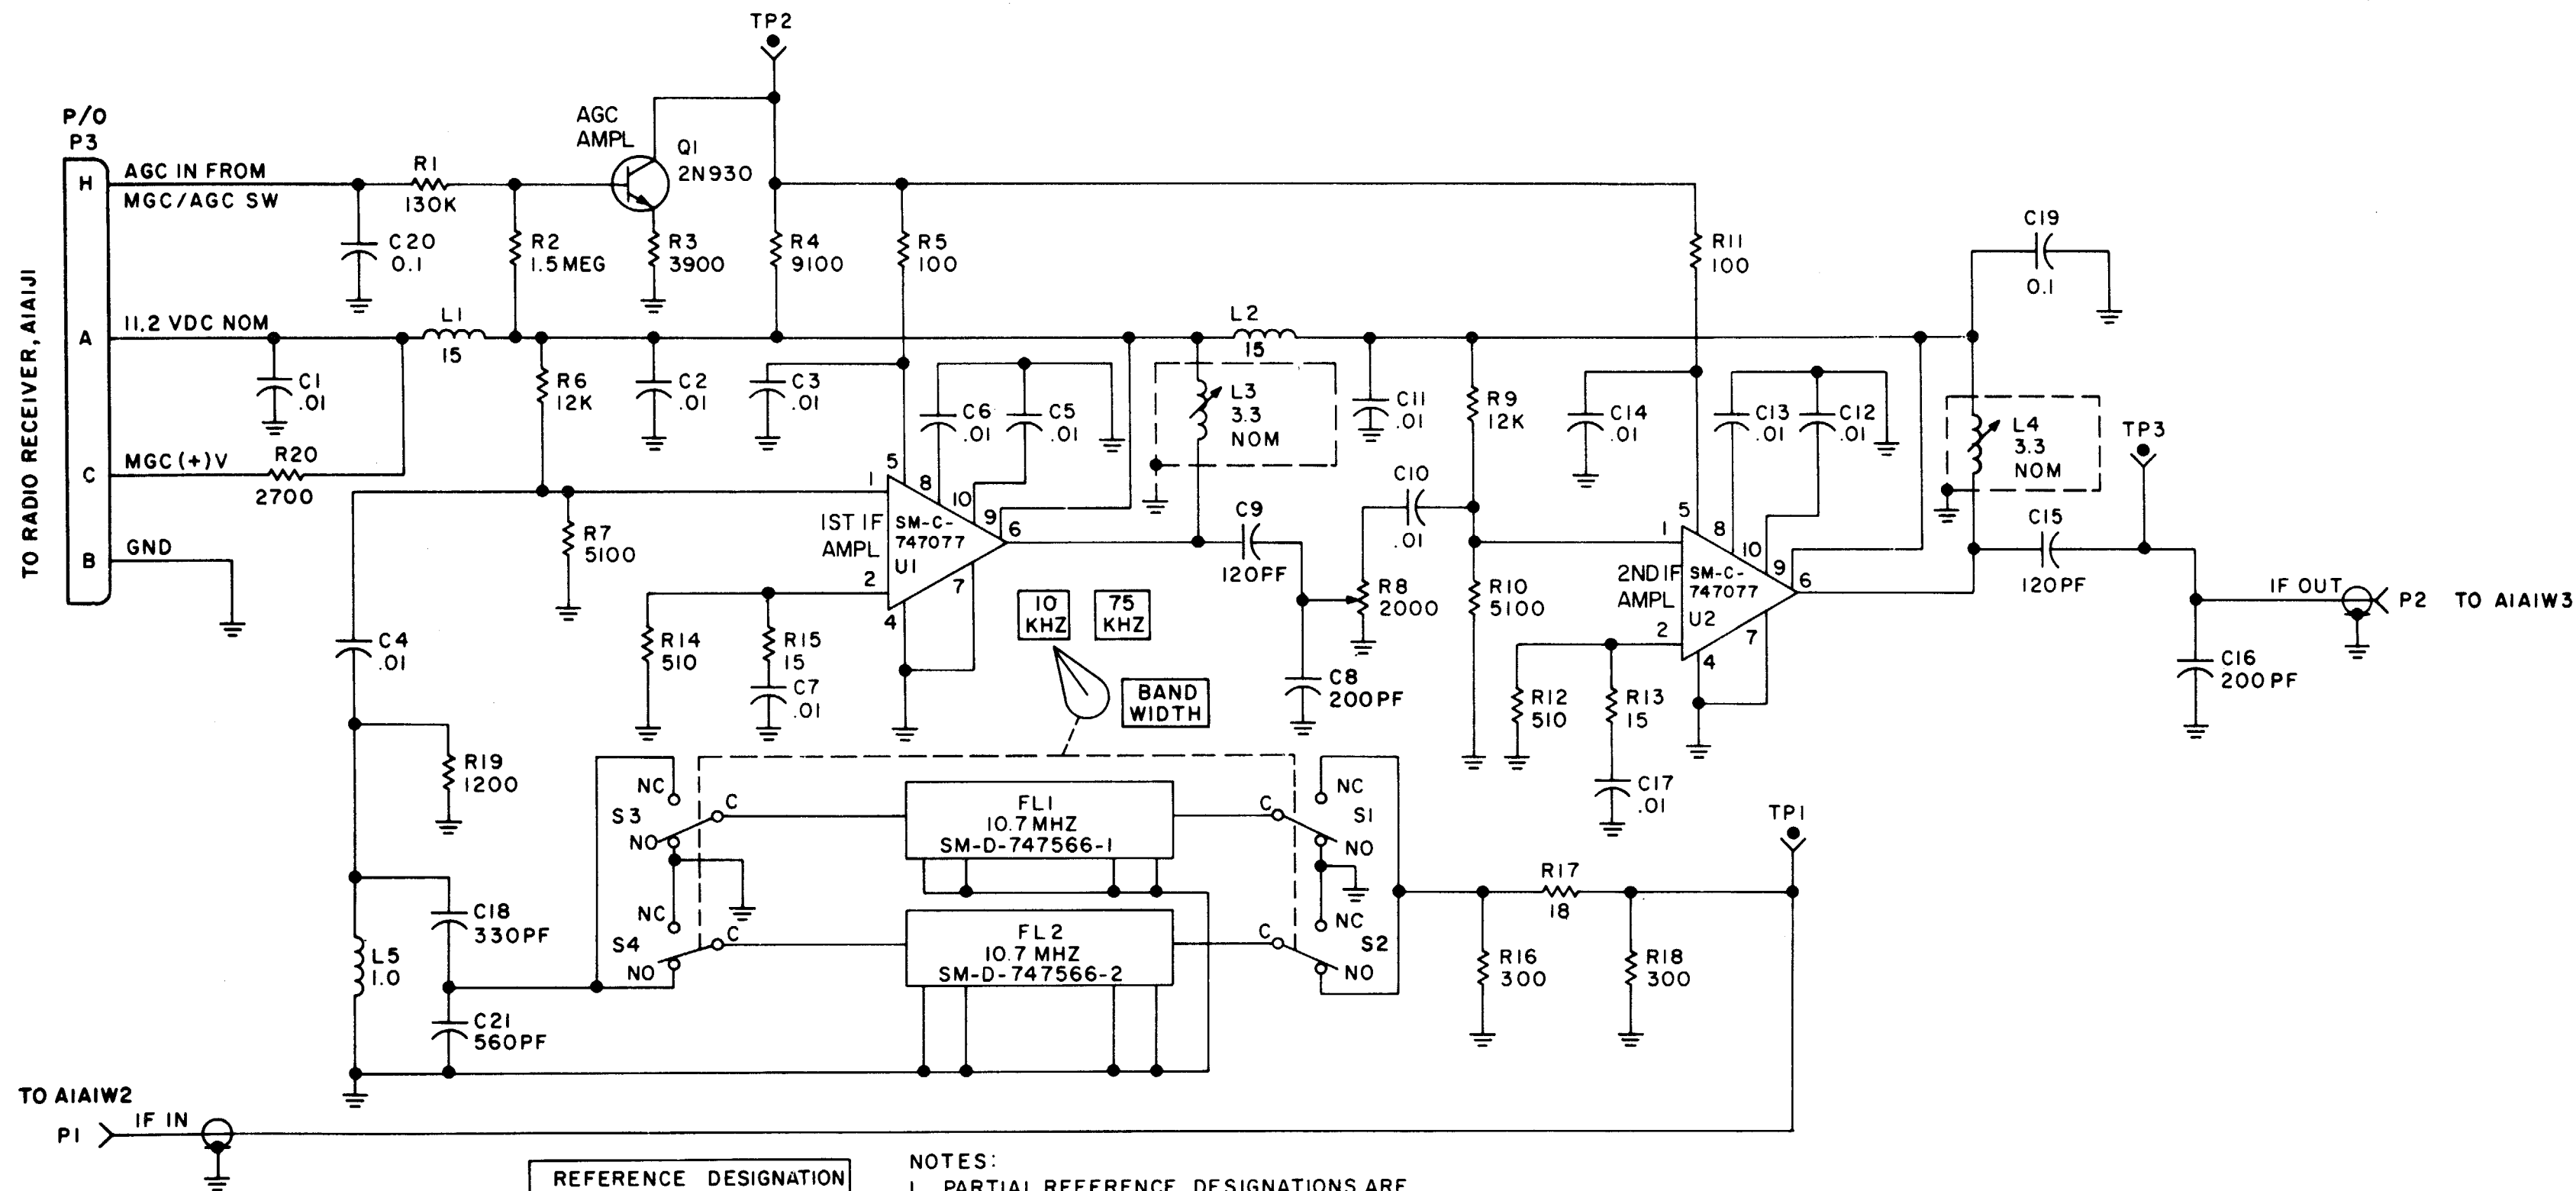 TP2
P/O
P3
TO RADIO RECEIVER, A1A1J1
H
AGC IN FROM
MGC/AGC SW
R1
130K
AGC
AMPL
Q1
2N930
C20
0.1
R2
1.5 MEG
R3
3900
R4
9100
R5
100
R11
100
C19
0.1
A
11.2 VDC NOM
L1
15
L2
15
C1
.01
R6
12K
C2
.01
C3
.01
C6
.01
C5
.01
L3
3.3
NOM
C11
.01
R9
12K
C14
.01
C13
.01
C12
.01
L4
3.3
NOM
TP3
C
MGC (+) V
R20
2700
B
GND
R7
5100
1
5
8
10
9
6
2
4
7
1ST IF
AMPL
SM-C-
747077
U1
C9
120PF
C10
.01
R8
2000
R10
5100
1
5
8
10
9
6
2
4
7
2ND IF
AMPL
SM-C-
747077
U2
C15
120PF
IF OUT
P2 TO A1A1W3
C4
.01
R14
510
R15
15
C7
.01
10
KHZ
75
KHZ
BAND
WIDTH
C8
200PF
R12
510
R13
15
C17
.01
C16
200PF
R19
1200
NC
S3
NO
C
FL1
10.7 MHZ
SM-D-747566-1
C
NC
S1
NO
TP1
R17
18
C18
330PF
NC
S4
NO
C
FL2
10.7 MHZ
SM-D-747566-2
C
NC
S2
NO
R16
300
R18
300
L5
1.0
C21
560PF
TO A1A1W2
P1
IF IN
REFERENCE DESIGNATION
NOTES:
1. PARTIAL REFERENCE DESIGNATIONS ARE